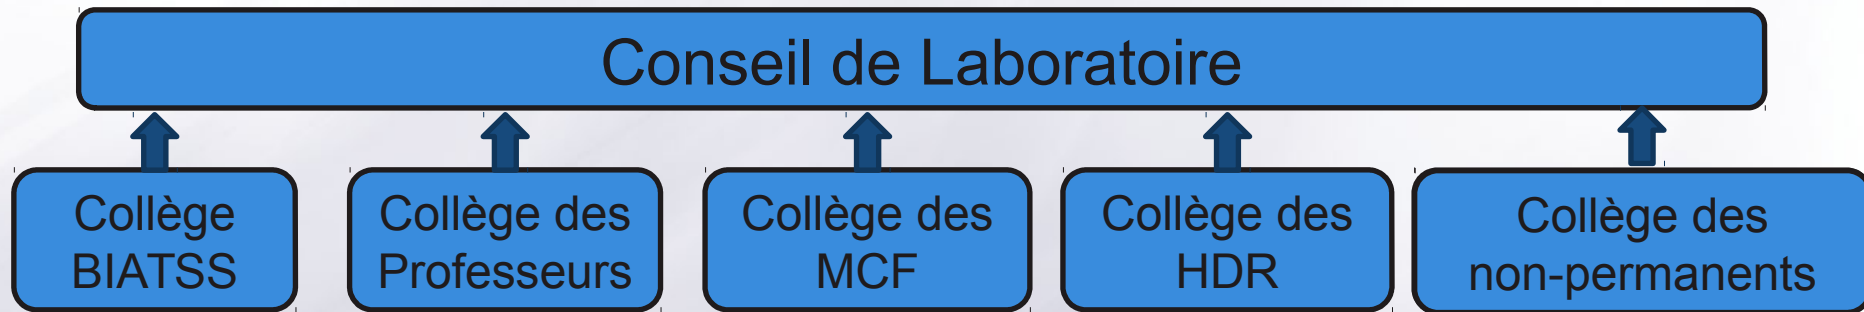 Conseil de Laboratoire
Collège
BIATSS
Collège des
Professeurs
Collège des
MCF
Collège des
HDR
Collège des
non-permanents